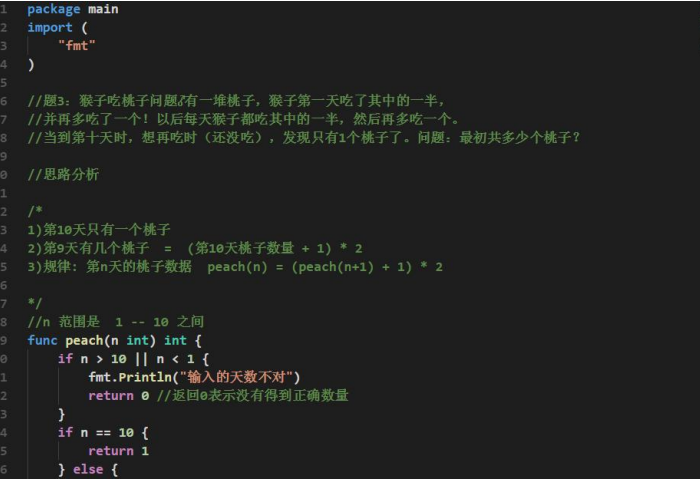 1 package main
2 import (
3 "fmt"
4 )
5
6 //题3: 猴子吃桃子问题有一堆桃子，猴子第一天吃了其中的一半，
7 //并再多吃了一个！以后每天猴子都吃其中的一半，然后再多吃一个。
8 //当到第十天时，想再吃时（还没吃），发现只有1个桃子了。问题：最初共多少个桃子？
9
0 //思路分析
1
2 /*
3 1)第10天只有一个桃子
4 2)第9天有几个桃子 = (第10天桃子数量 + 1) * 2
5 3)规律: 第n天的桃子数据 peach(n) = (peach(n+1) + 1) * 2
6
7 */
8 //n 范围是 1 -- 10 之间
9 func peach(n int) int {
0 if n > 10 || n < 1 {
1 fmt.Println("输入的天数不对")
2 return 0 //返回0表示没有得到正确数量
3 }
4 if n == 10 {
5 return 1
6 } else {